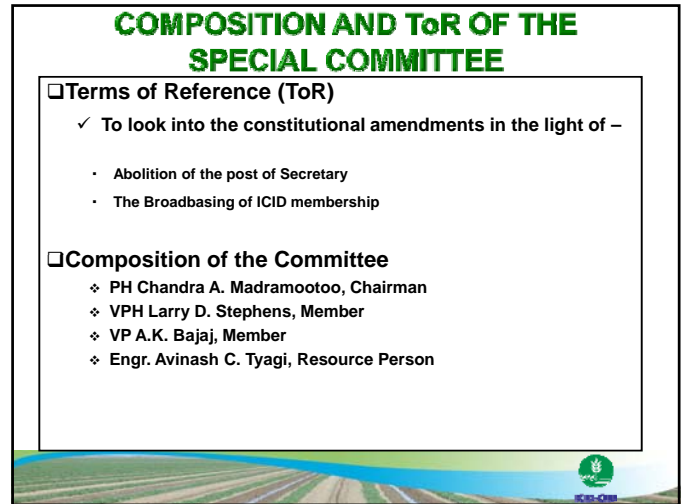 COMPOSITION AND ToR OF THE
SPECIAL COMMITTEE
❑Terms of Reference (ToR)
✓ To look into the constitutional amendments in the light of –
▪ Abolition of the post of Secretary
▪ The Broadbasing of ICID membership
❑Composition of the Committee
❖ PH Chandra A. Madramootoo, Chairman
❖ VPH Larry D. Stephens, Member
❖ VP A.K. Bajaj, Member
❖ Engr. Avinash C. Tyagi, Resource Person